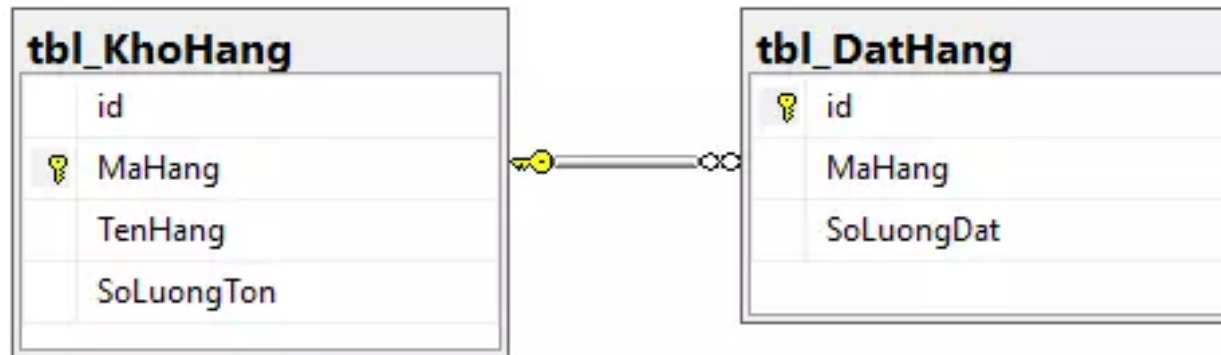 tbl_KhoHang
id
MaHang
TenHang
SoLuongTon
tbl_DatHang
id
MaHang
SoLuongDat